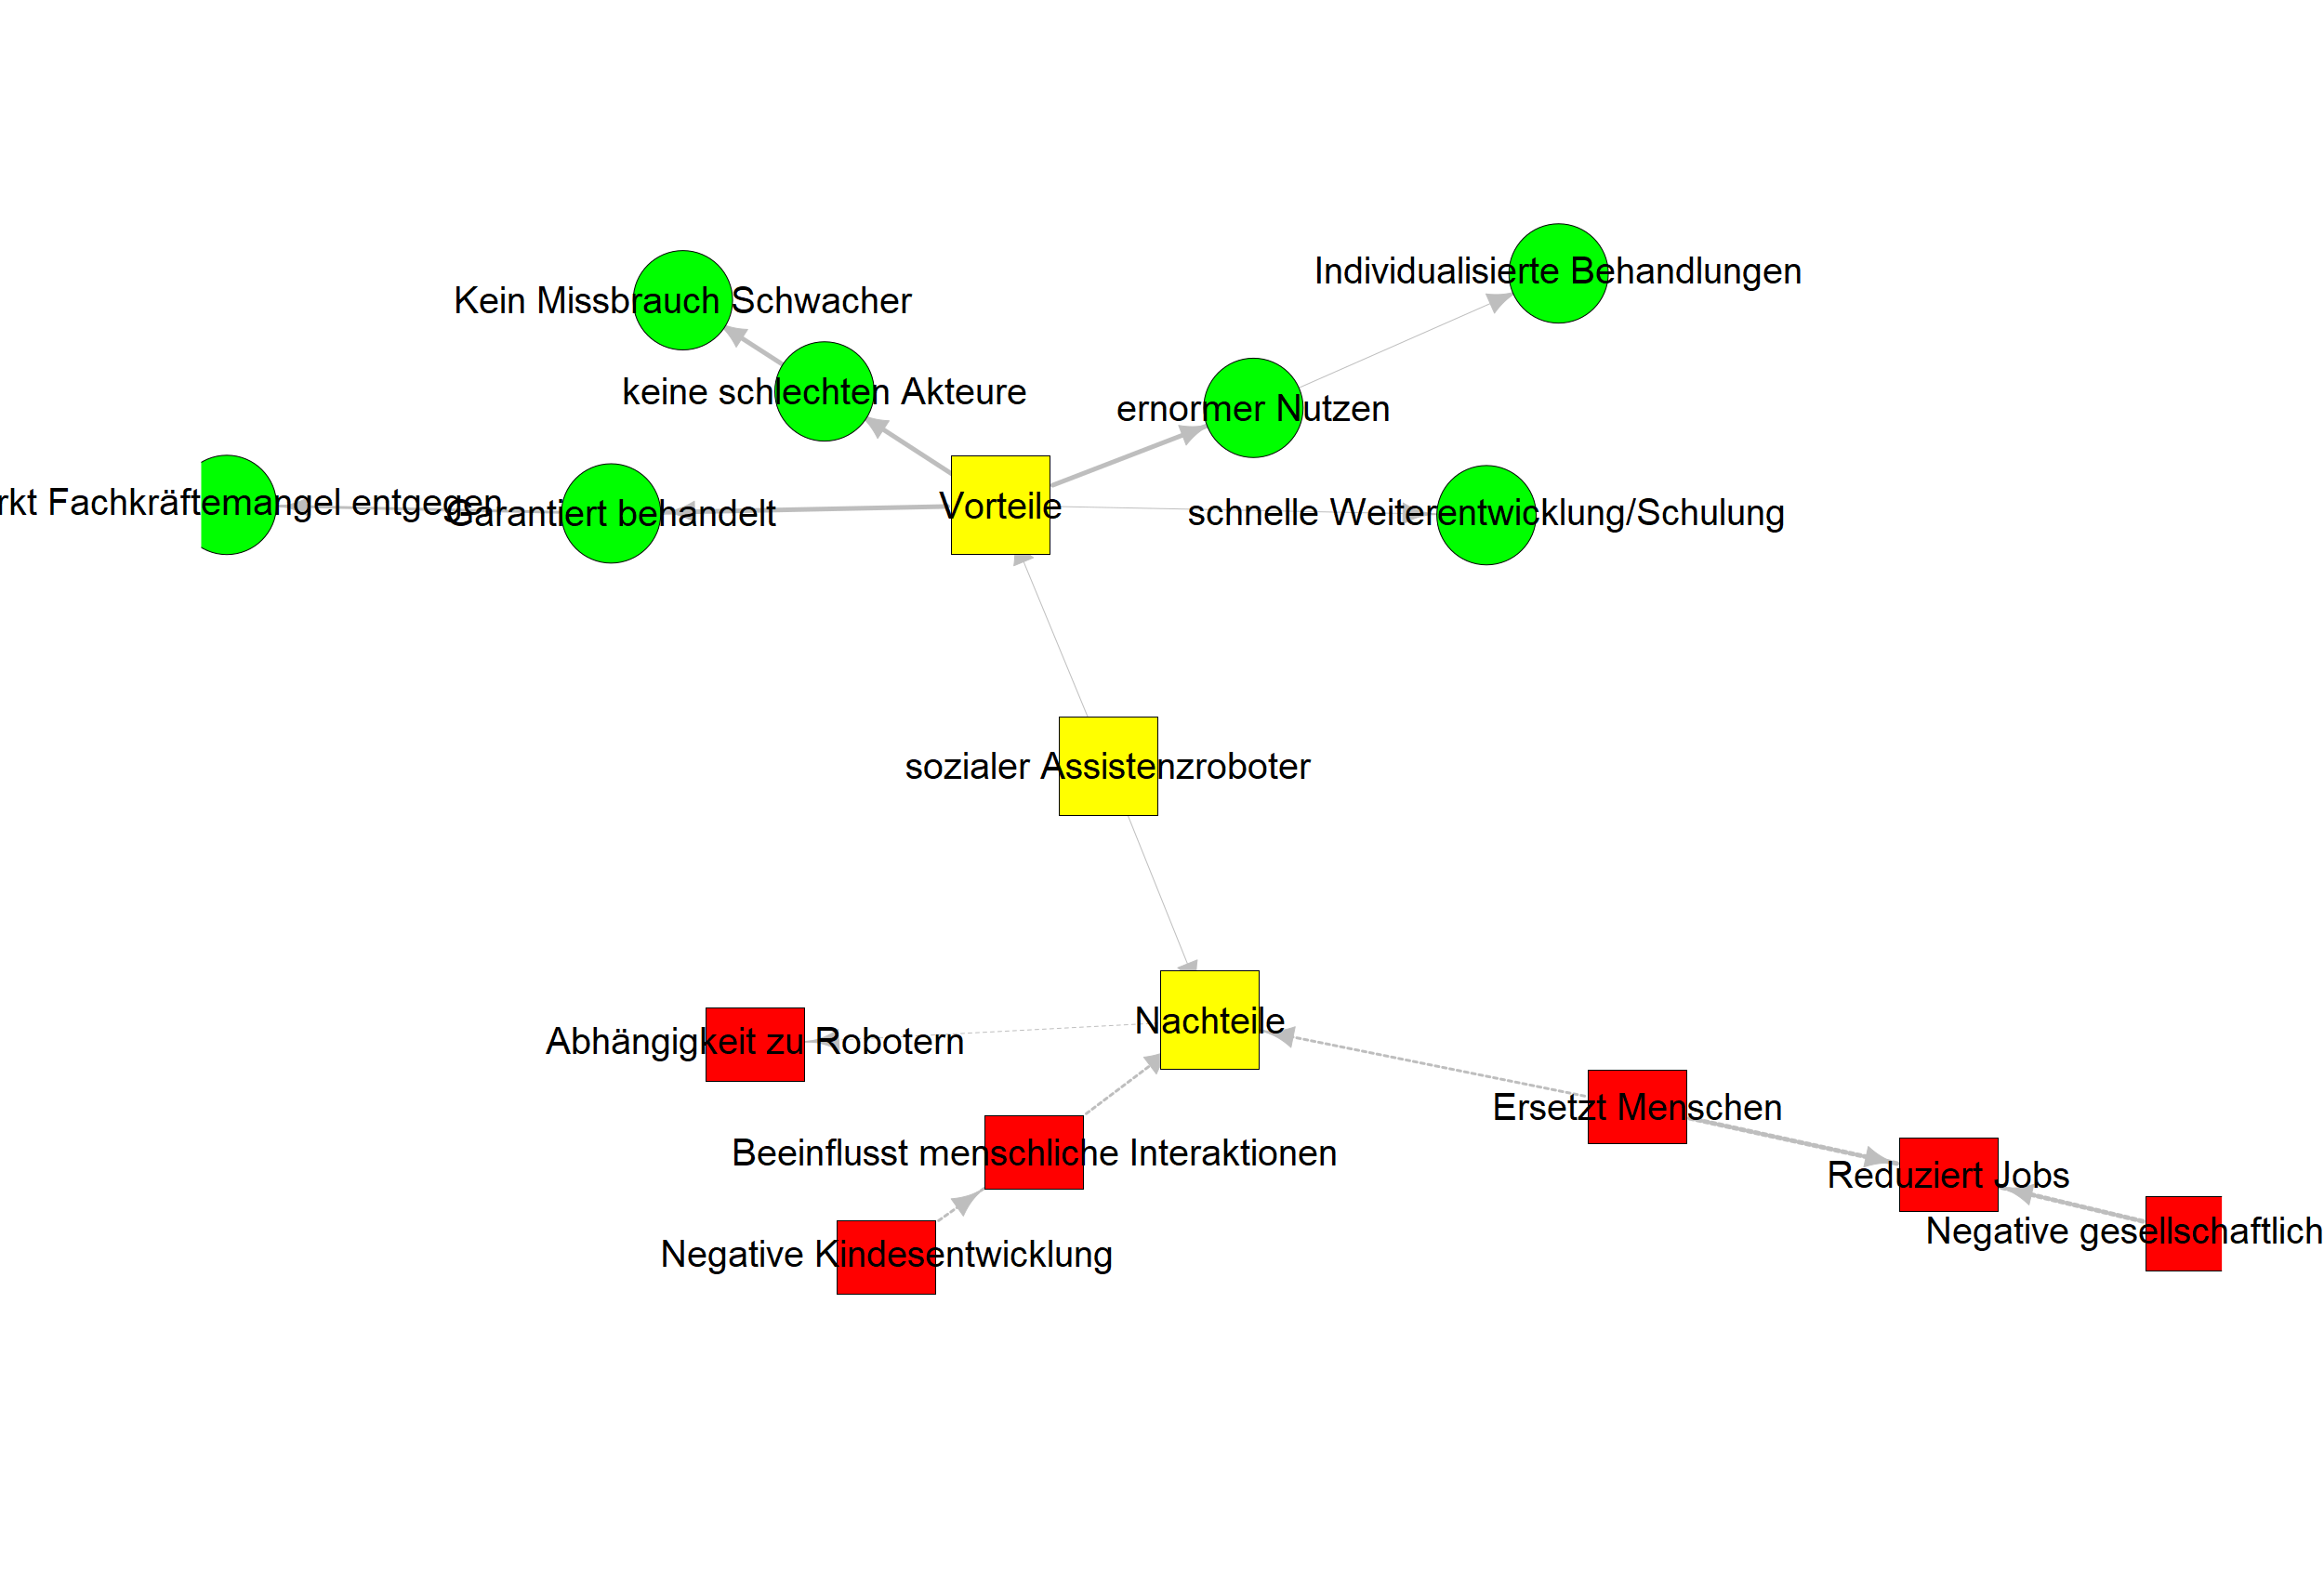 Individualisierte Behandlungen
Kein Missbrauch Schwacher
keine schlechten Akteure
ernormer Nutzen
rkt Fachkräftemangel entgegen
Garantiert behandelt
Vorteile
schnelle Weiterentwicklung/Schulung
sozialer Assistenzroboter
Nachteile
Abhängigkeit zu Robotern
Ersetzt Menschen
Beeinflusst menschliche Interaktionen
Reduziert Jobs
Negative gesellschaftlich
Negative Kindesentwicklung